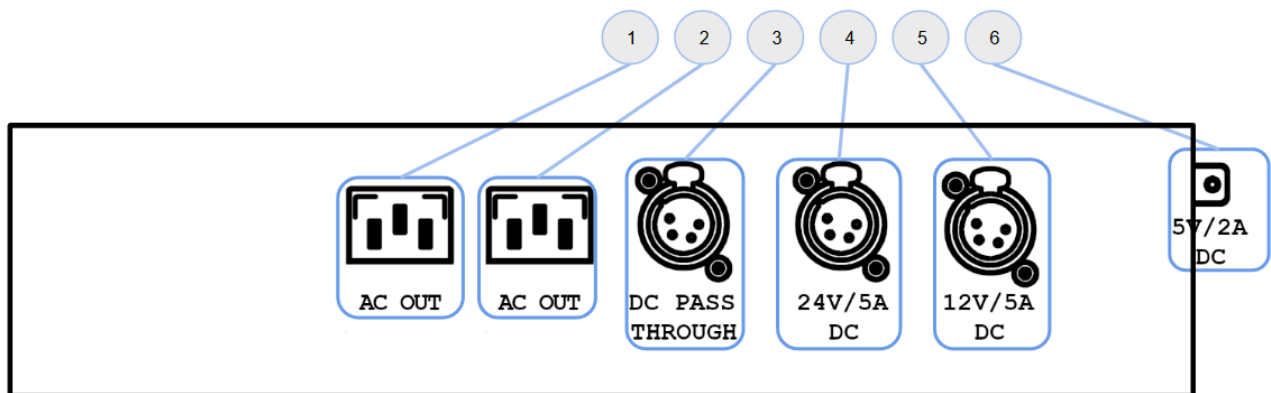 1 2 3 4 5 6
AC OUT
AC OUT
DC PASS
THROUGH
24V/5A
DC
12V/5A
DC
5V/2A
DC